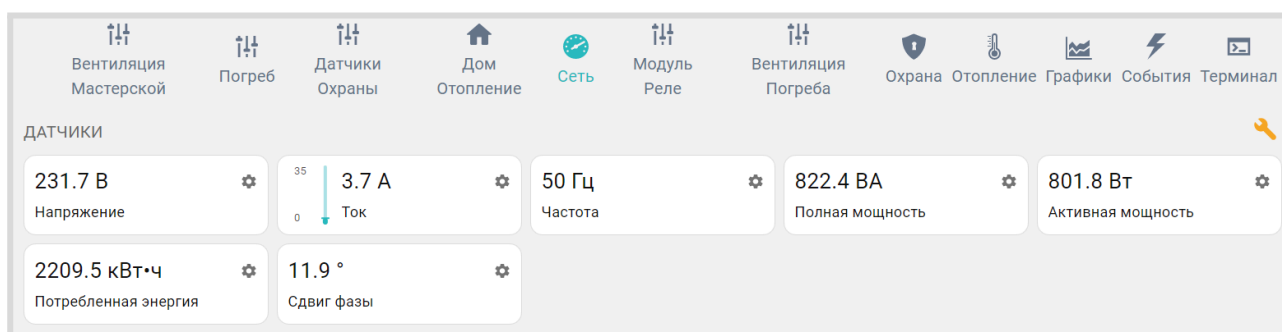 Вентиляция Мастерской
Погреб
Датчики Охраны
Дом Отопление
Сеть
Модуль Реле
Вентиляция Погреба
Охрана
Отопление
Графики
События
Терминал
ДАТЧИКИ
231.7 В
Напряжение
35
0
3.7 А
Ток
50 Гц
Частота
822.4 ВА
Полная мощность
801.8 Вт
Активная мощность
2209.5 кВт•ч
Потребленная энергия
11.9 °
Сдвиг фазы